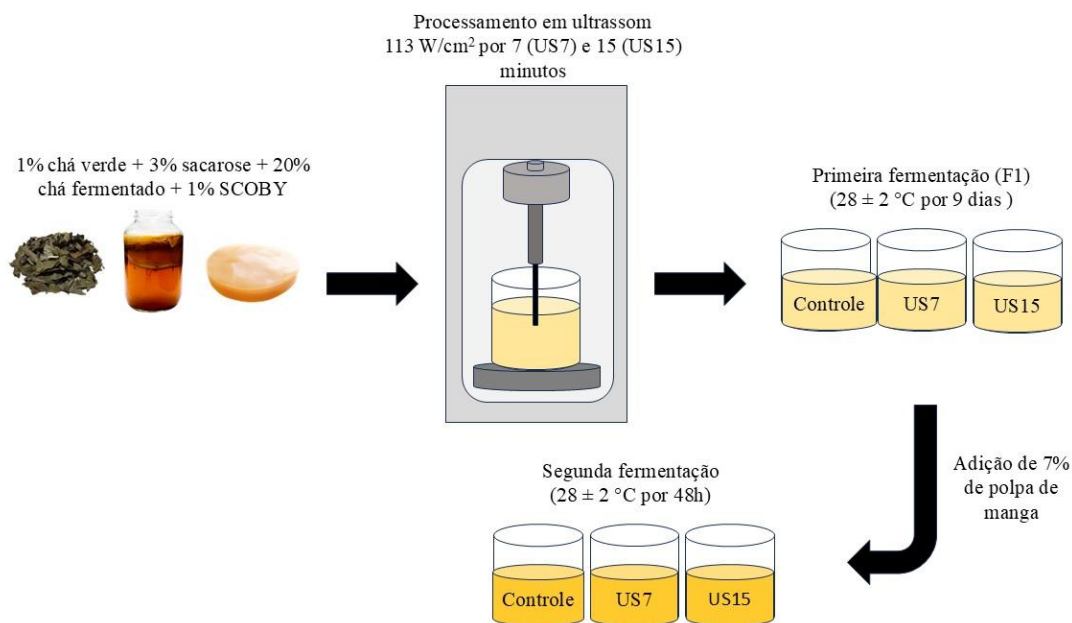 Processamento em ultrassom
113 W/cm² por 7 (US7) e 15 (US15)
minutos
1% chá verde + 3% sacarose + 20%
chá fermentado + 1% SCOBY
Primeira fermentação (F1)
(28 ± 2 °C por 9 dias )
Controle
US7
US15
Adição de 7%
de polpa de
manga
Segunda fermentação
(28 ± 2 °C por 48h)
Controle
US7
US15